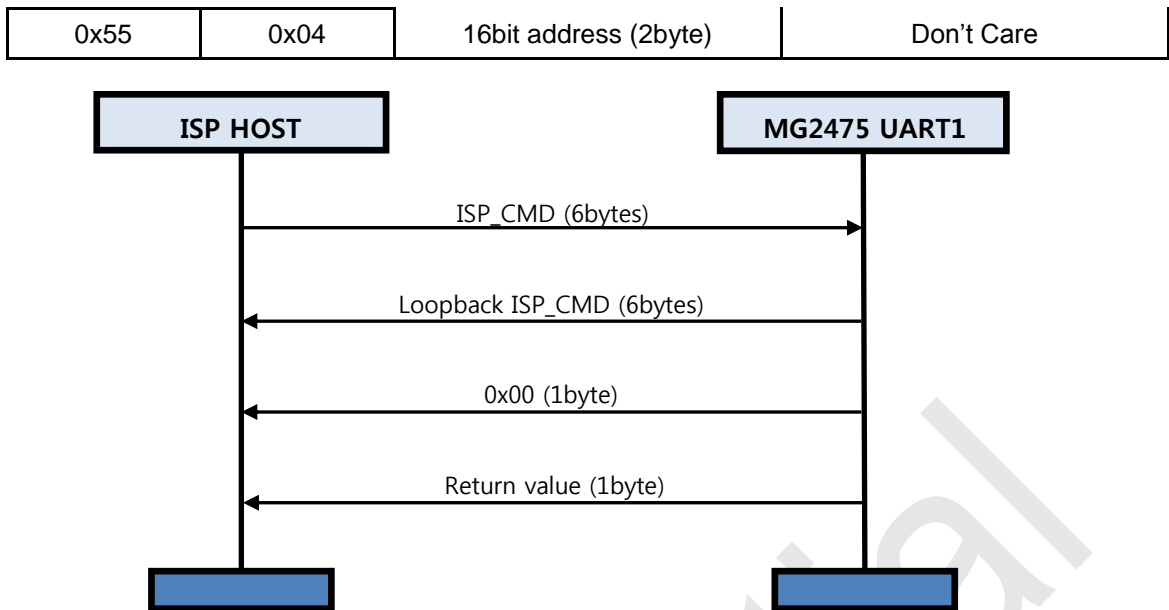 0x55 0x04 16bit address (2byte) Don’t Care
ISP HOST MG2475 UART1
ISP_CMD (6bytes)
Loopback ISP_CMD (6bytes)
0x00 (1byte)
Return value (1byte)